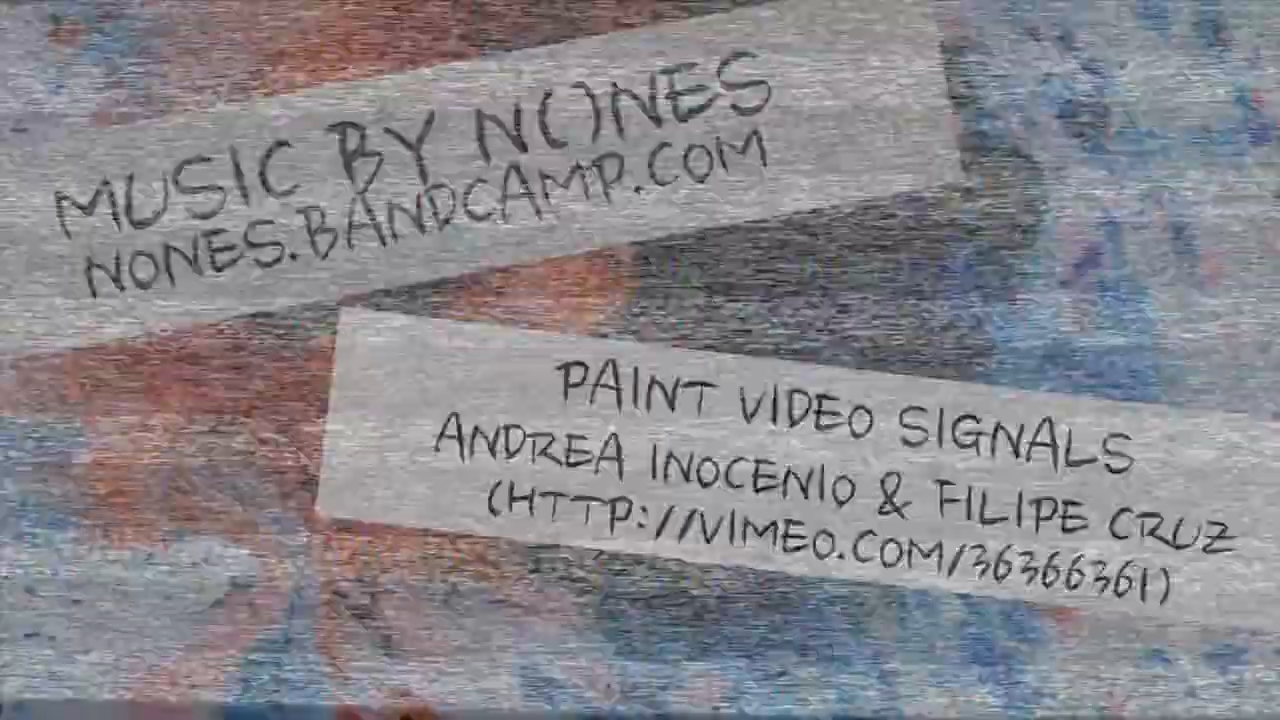 MUSIC BY N()NES
NONES.BANDCAMP.COM
PAINT VIDEO SIGNALS
ANDREA INOCENIO & FILIPE CRUZ
(HTTP://VIMEO.COM/36366361)